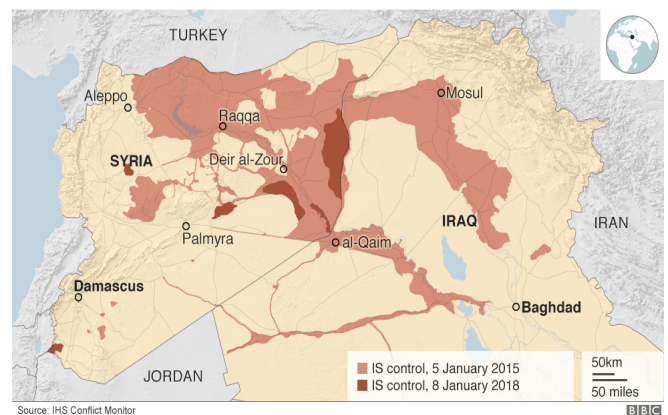 TURKEY
Aleppo
Mosul
Raqqa
SYRIA
Deir al-Zour
IRAN
IRAQ
Palmyra
al-Qaim
Damascus
Baghdad
IS control, 5 January 2015
50km
IS control, 8 January 2018
50 miles
JORDAN
Source: IHS Conflict Monitor
BBC